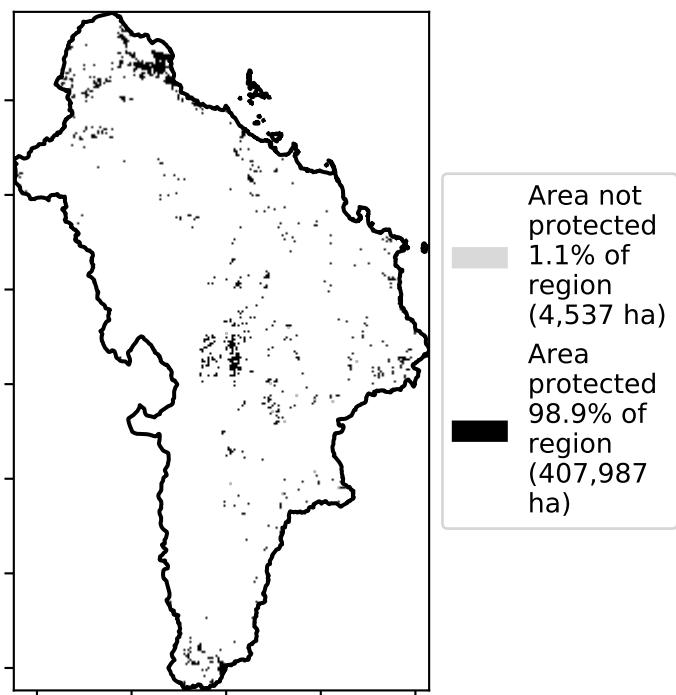 Area not
protected
1.1% of
region
(4,537 ha)
Area
protected
98.9% of
region
(407,987
ha)